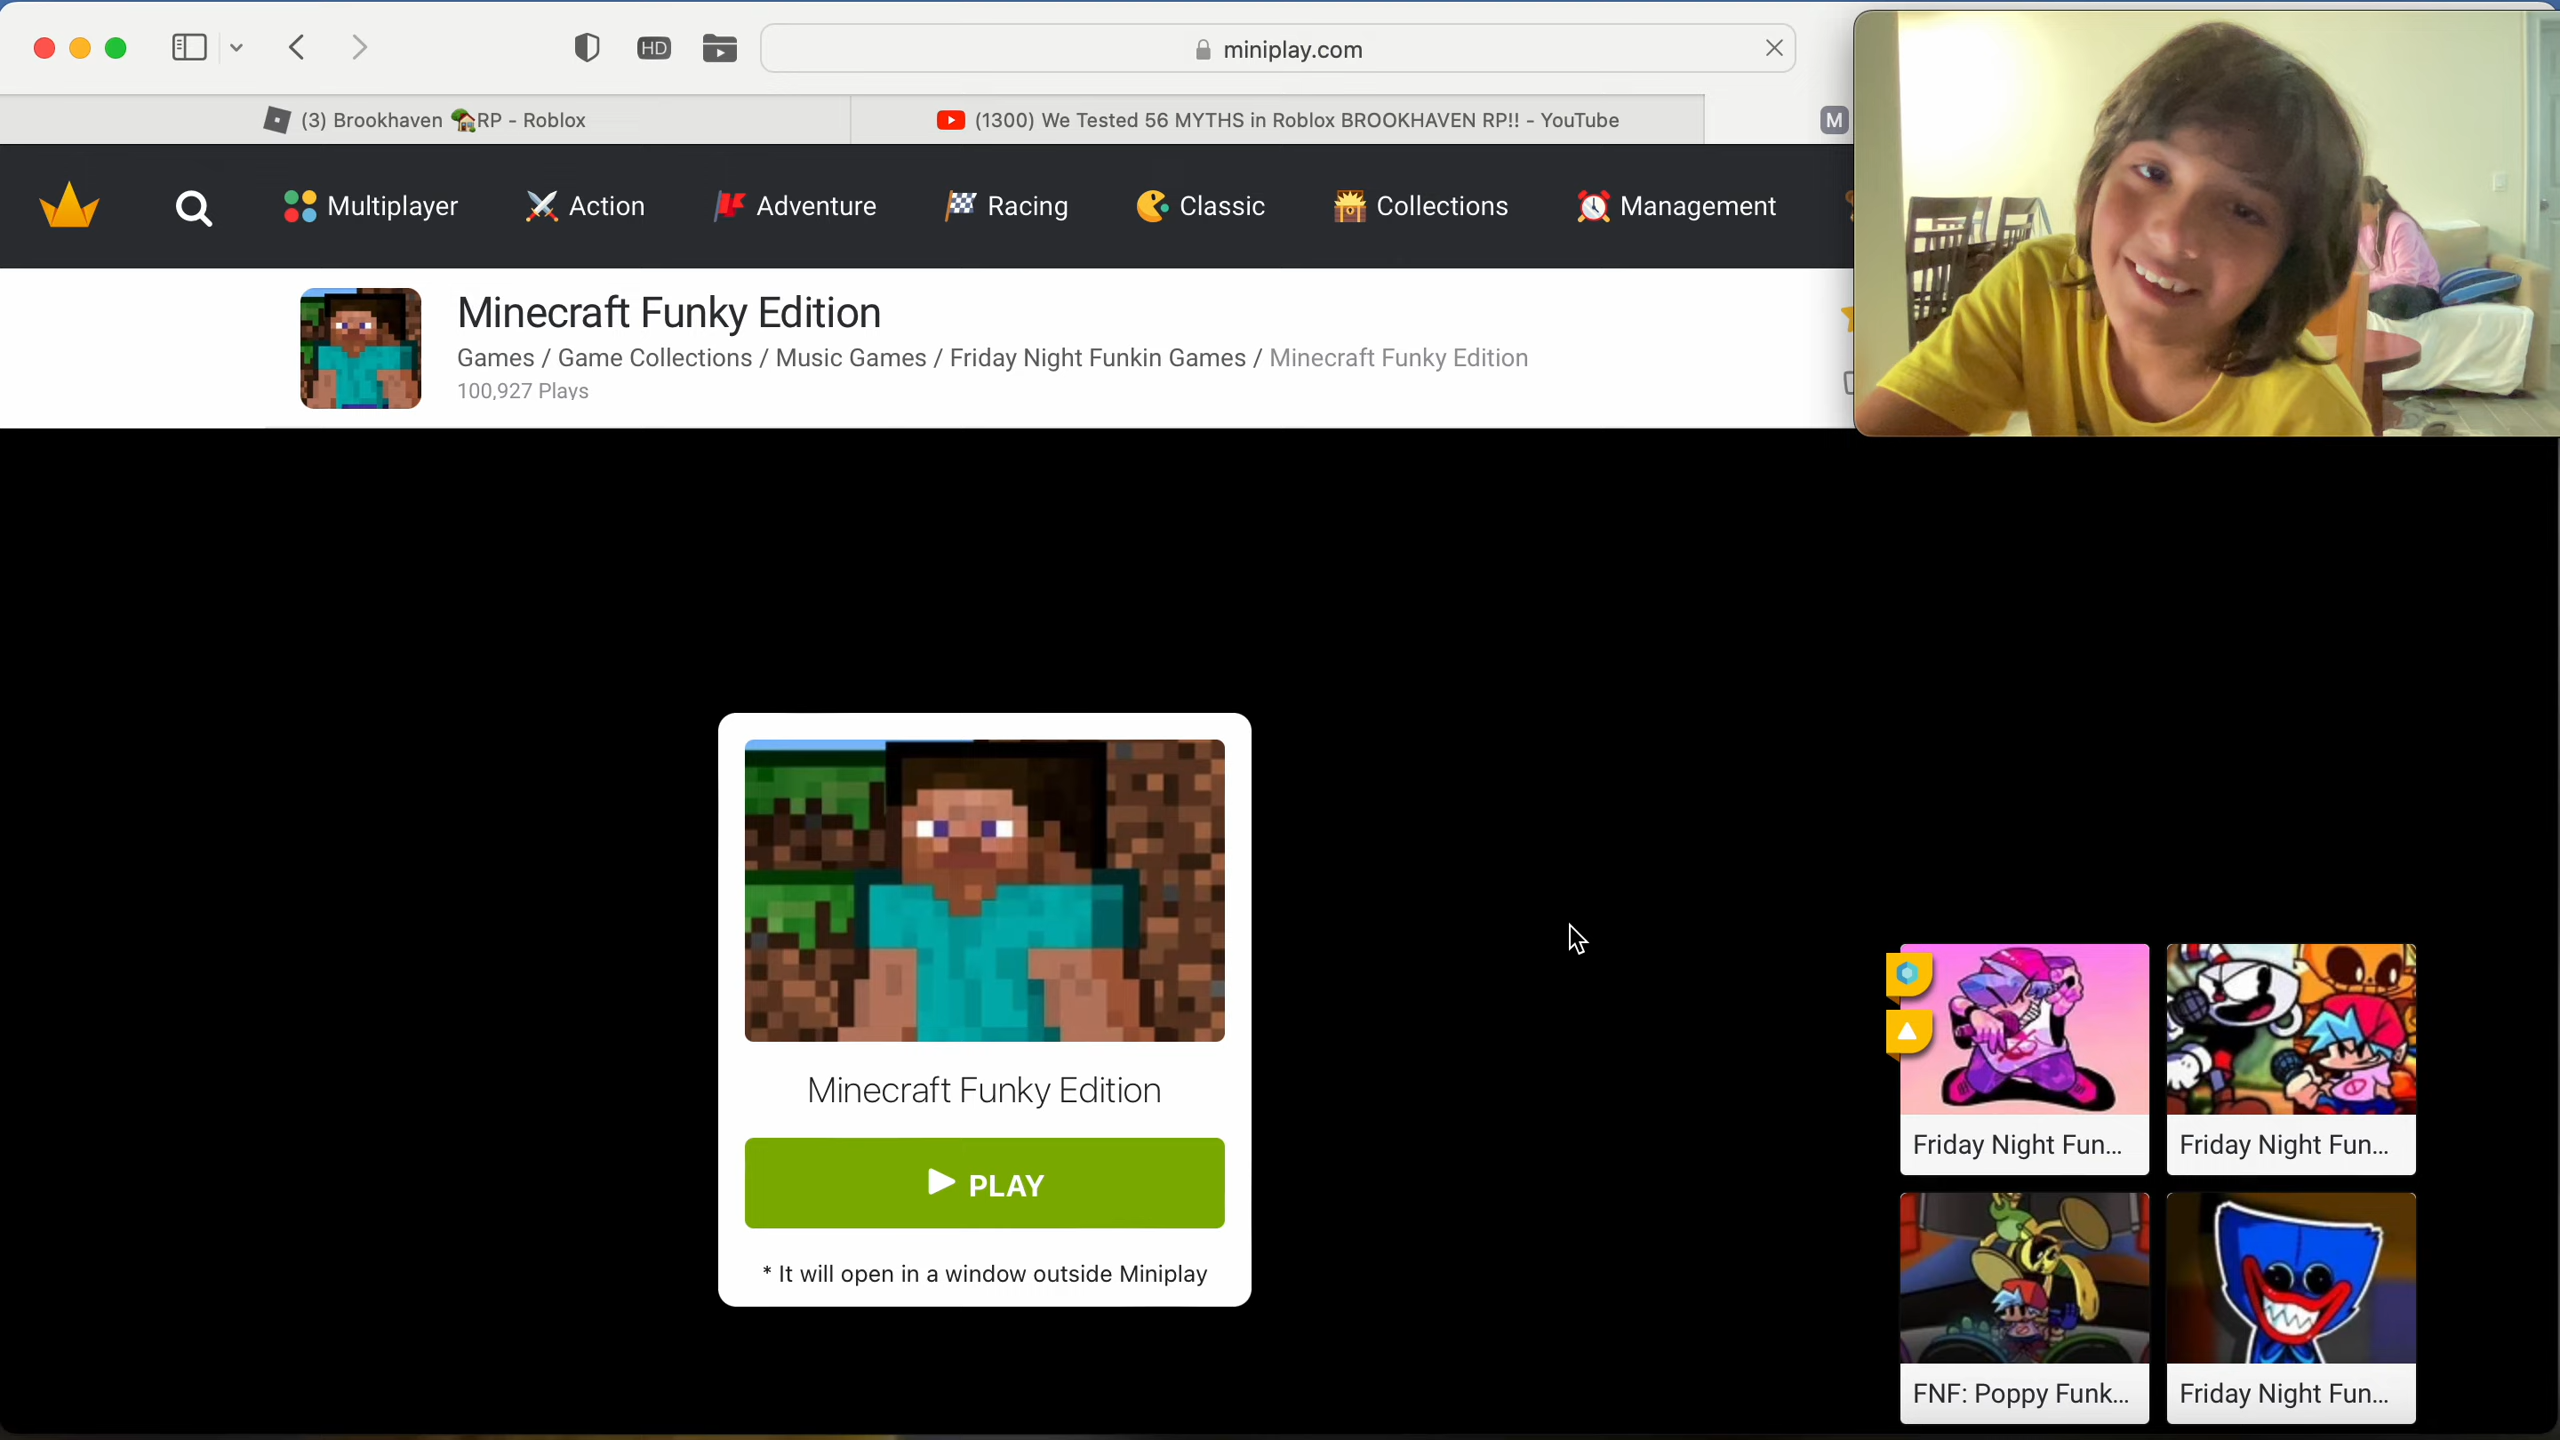 HD
miniplay.com
(3) Brookhaven 🏡RP - Roblox
(1300) We Tested 56 MYTHS in Roblox BROOKHAVEN RP!! - YouTube
M
Multiplayer
Action
Adventure
Racing
Classic
Collections
Management
Minecraft Funky Edition
Games / Game Collections / Music Games / Friday Night Funkin Games / Minecraft Funky Edition
100,927 Plays
Minecraft Funky Edition
PLAY
* It will open in a window outside Miniplay
Friday Night Fun...
Friday Night Fun...
FNF: Poppy Funk...
Friday Night Fun...